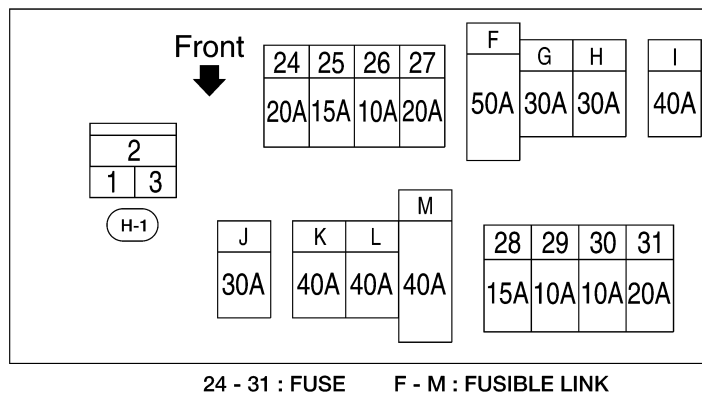 Front
24 25 26 27
20A 15A 10A 20A
F
G H
I
50A 30A 30A
40A
2
1 3
H-1
J
30A
K L
M
40A 40A 40A
28 29 30 31
15A 10A 10A 20A
24 - 31 : FUSE F - M : FUSIBLE LINK